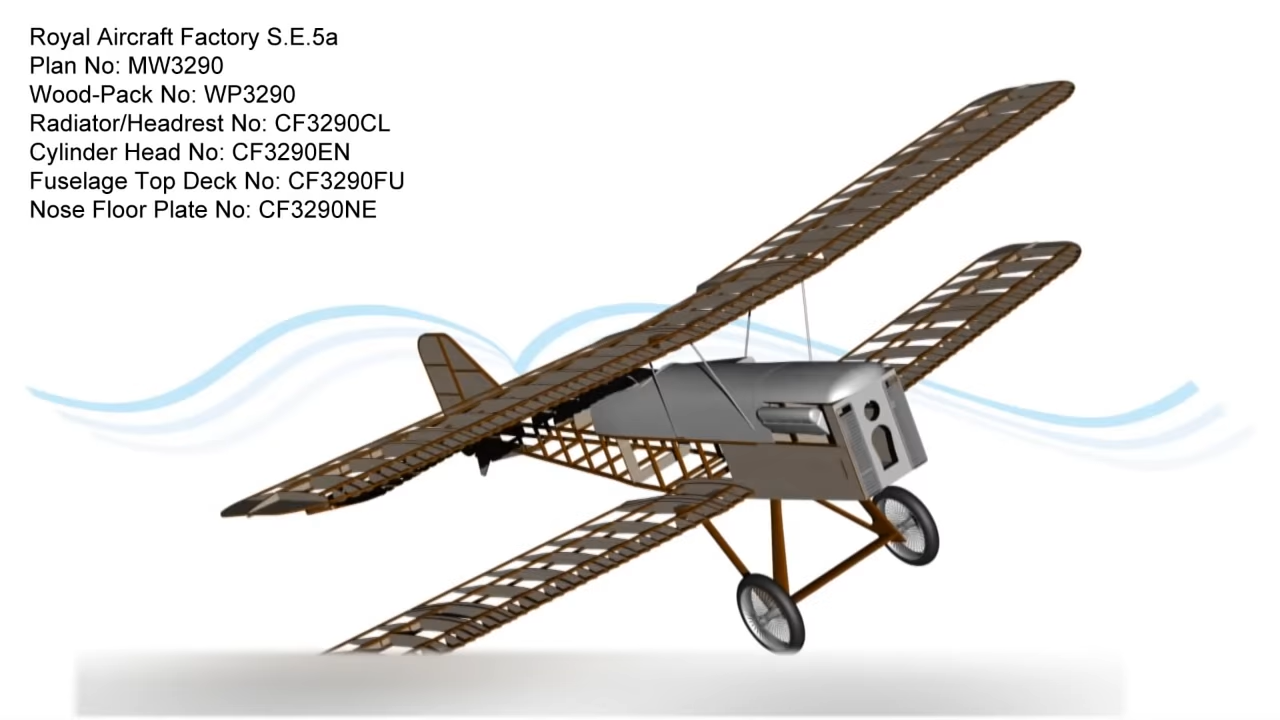 Royal Aircraft Factory S.E.5a
Plan No: MW3290
Wood-Pack No: WP3290
Radiator/Headrest No: CF3290CL
Cylinder Head No: CF3290EN
Fuselage Top Deck No: CF3290FU
Nose Floor Plate No: CF3290NE